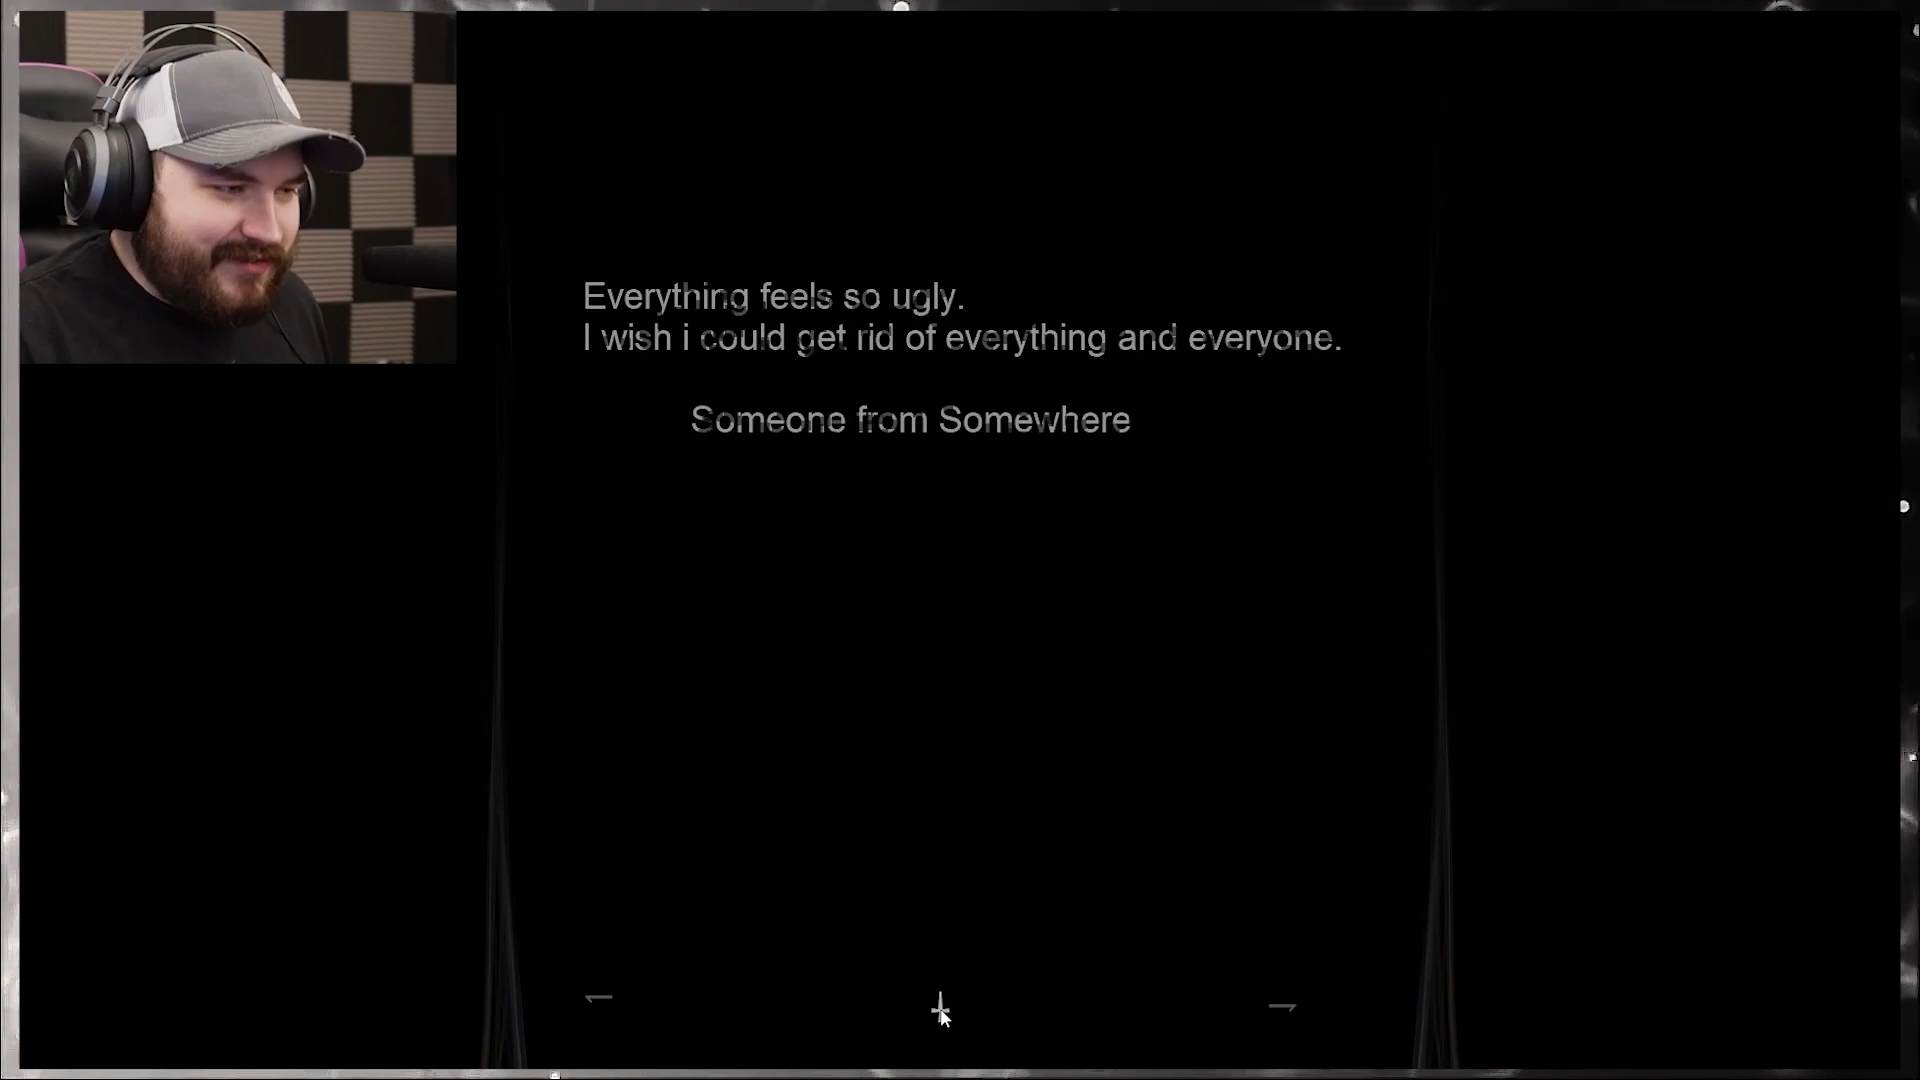 Everything feels so ugly.
I wish i could get rid of everything and everyone.
Someone from Somewhere